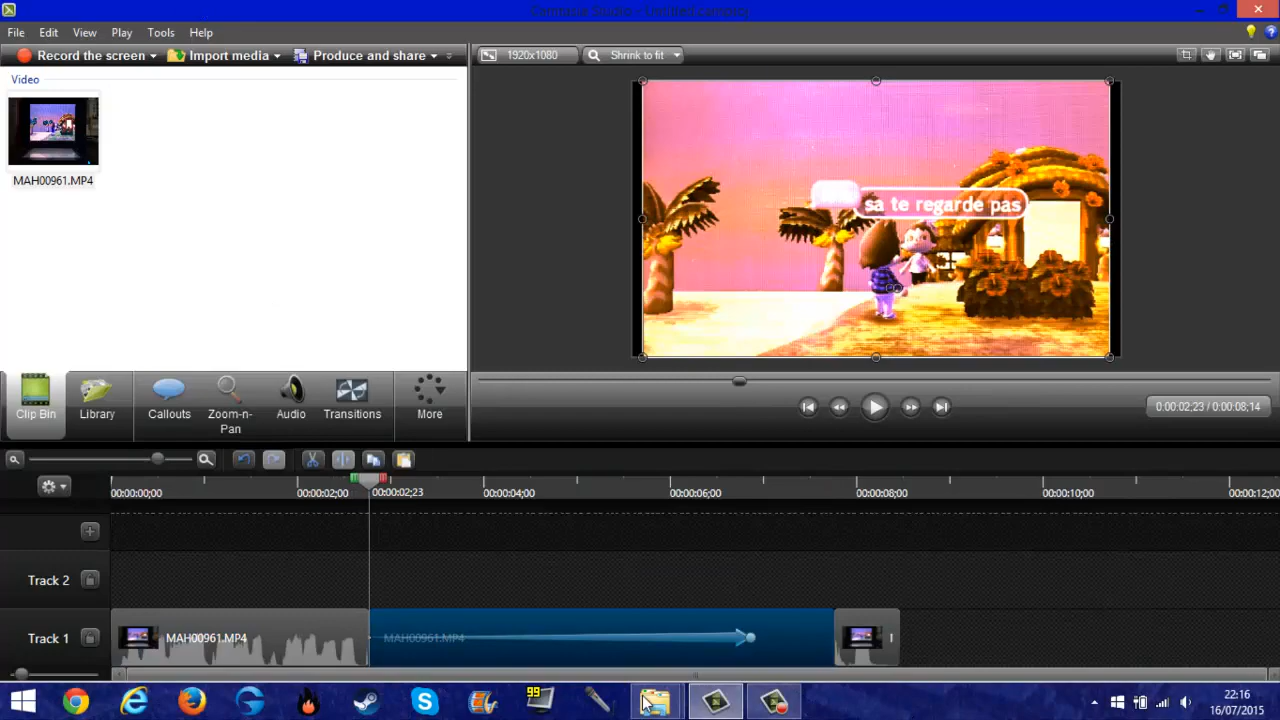 Camtasia Studio - Untitled.camproj
File Edit View Play Tools Help
Record the screen Import media Produce and share
1920x1080 Shrink to fit
Video
MAH00961.MP4
sa te regarde pas
Clip Bin Library Callouts Zoom-n-Pan Audio Transitions More
0:00:02;23 / 0:00:08;14
00:00:00;00 00:00:02;00 00:00:02;23 00:00:04;00 00:00:06;00 00:00:08;00 00:00:10;00 00:00:12;00
Track 2
Track 1 MAH00961.MP4 MAH00961.MP4
99
22:16
16/07/2015